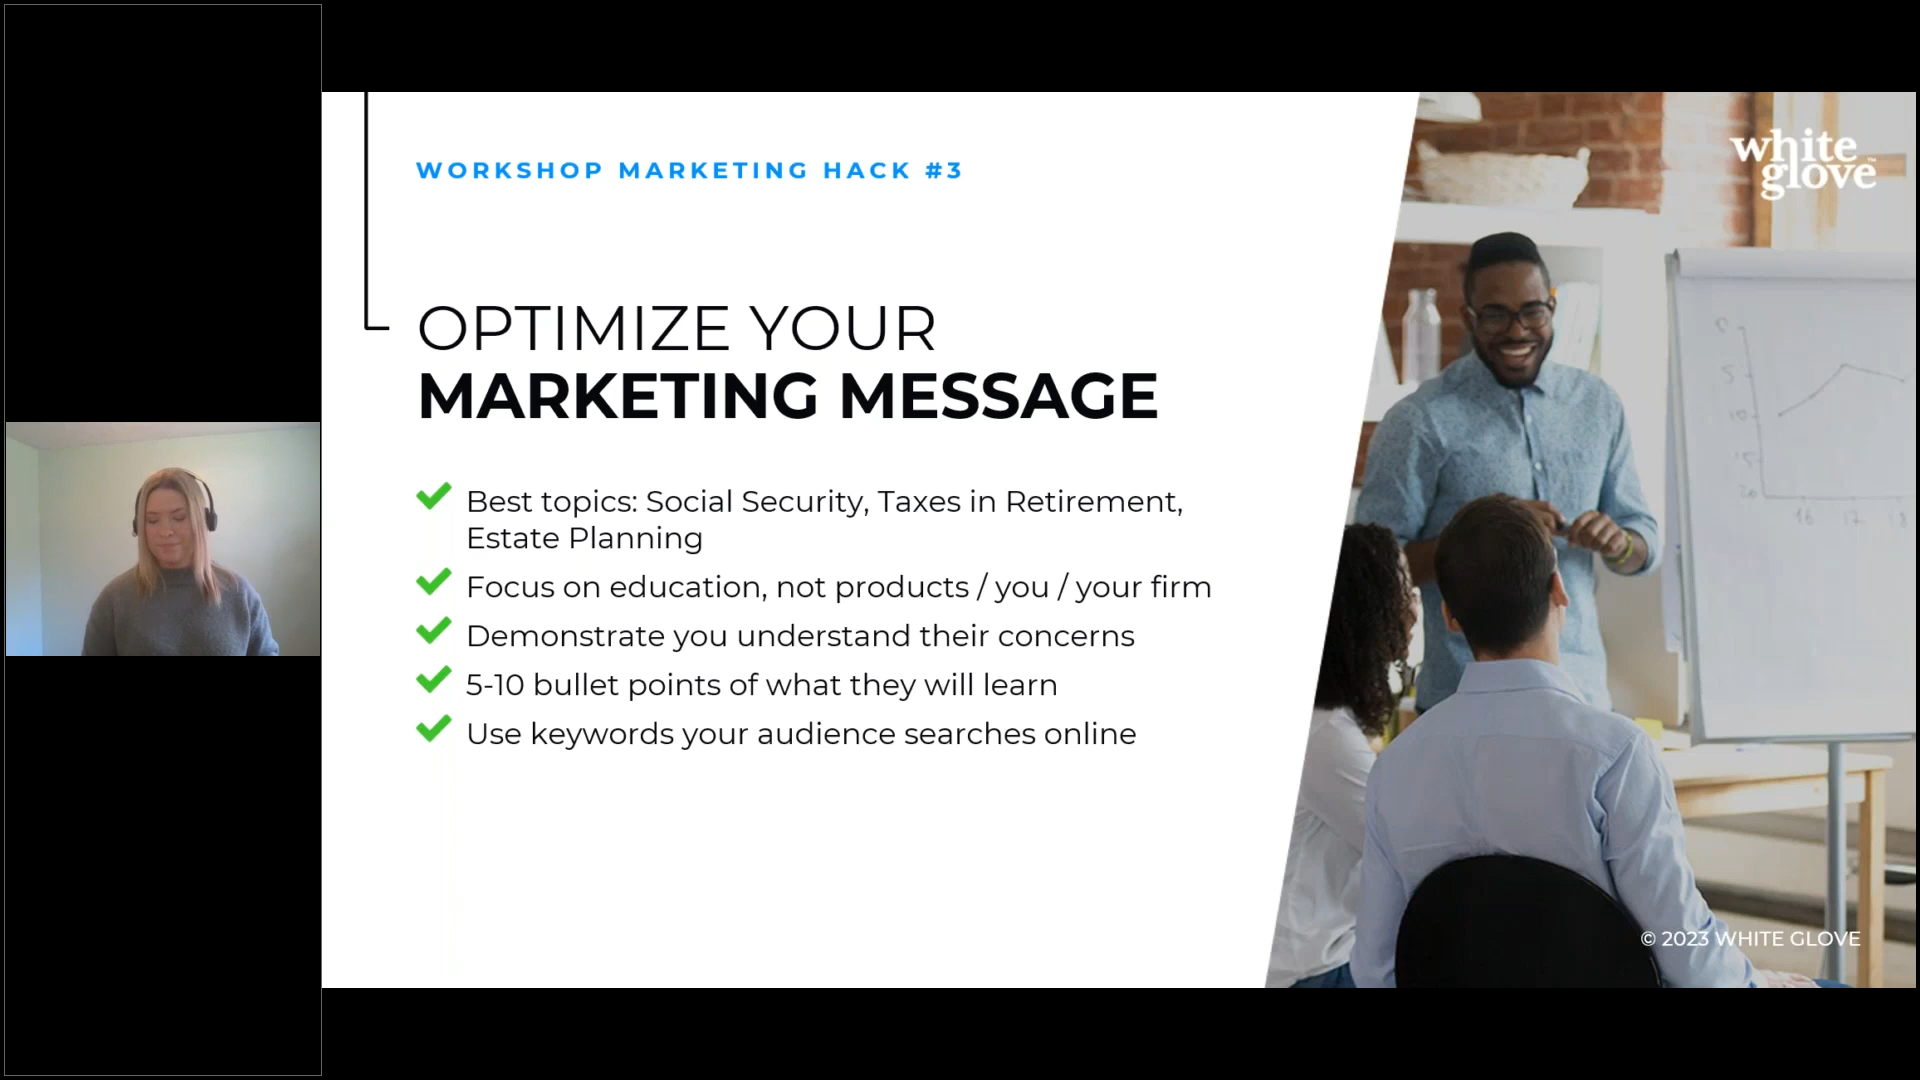 WORKSHOP MARKETING HACK #3
white
glove™
OPTIMIZE YOUR
MARKETING MESSAGE
Best topics: Social Security, Taxes in Retirement,
Estate Planning
Focus on education, not products / you / your firm
Demonstrate you understand their concerns
5-10 bullet points of what they will learn
Use keywords your audience searches online
© 2023 WHITE GLOVE